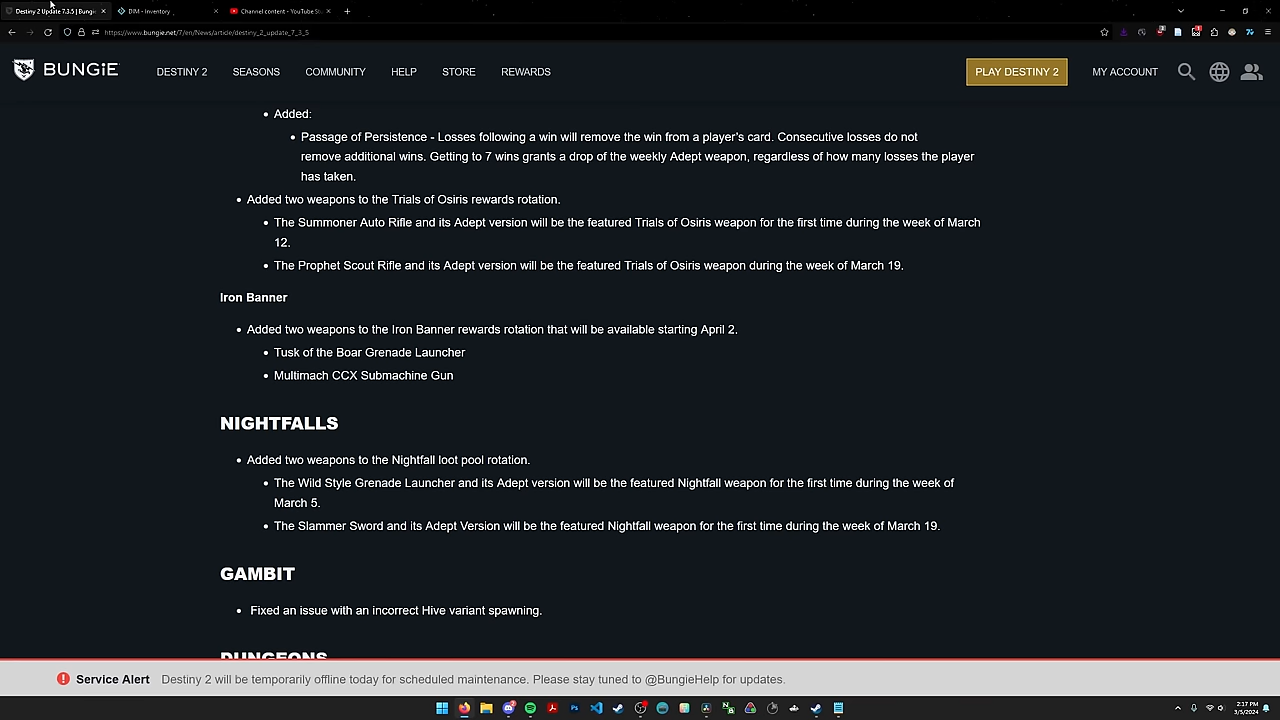 Destiny 2 Update 7.3.5 | Bungi
DIM - Inventory
Channel content - YouTube St
https://www.bungie.net/7/en/News/article/destiny_2_update_7_3_5
BUNGiE
DESTINY 2
SEASONS
COMMUNITY
HELP
STORE
REWARDS
PLAY DESTINY 2
MY ACCOUNT
• Added:
• Passage of Persistence - Losses following a win will remove the win from a player's card. Consecutive losses do not
remove additional wins. Getting to 7 wins grants a drop of the weekly Adept weapon, regardless of how many losses the player
has taken.
• Added two weapons to the Trials of Osiris rewards rotation.
• The Summoner Auto Rifle and its Adept version will be the featured Trials of Osiris weapon for the first time during the week of March
12.
• The Prophet Scout Rifle and its Adept version will be the featured Trials of Osiris weapon during the week of March 19.
Iron Banner
• Added two weapons to the Iron Banner rewards rotation that will be available starting April 2.
• Tusk of the Boar Grenade Launcher
• Multimach CCX Submachine Gun
NIGHTFALLS
• Added two weapons to the Nightfall loot pool rotation.
• The Wild Style Grenade Launcher and its Adept version will be the featured Nightfall weapon for the first time during the week of
March 5.
• The Slammer Sword and its Adept Version will be the featured Nightfall weapon for the first time during the week of March 19.
GAMBIT
• Fixed an issue with an incorrect Hive variant spawning.
DUNGEONS
Service Alert Destiny 2 will be temporarily offline today for scheduled maintenance. Please stay tuned to @BungieHelp for updates.
2:17 PM
3/5/2024